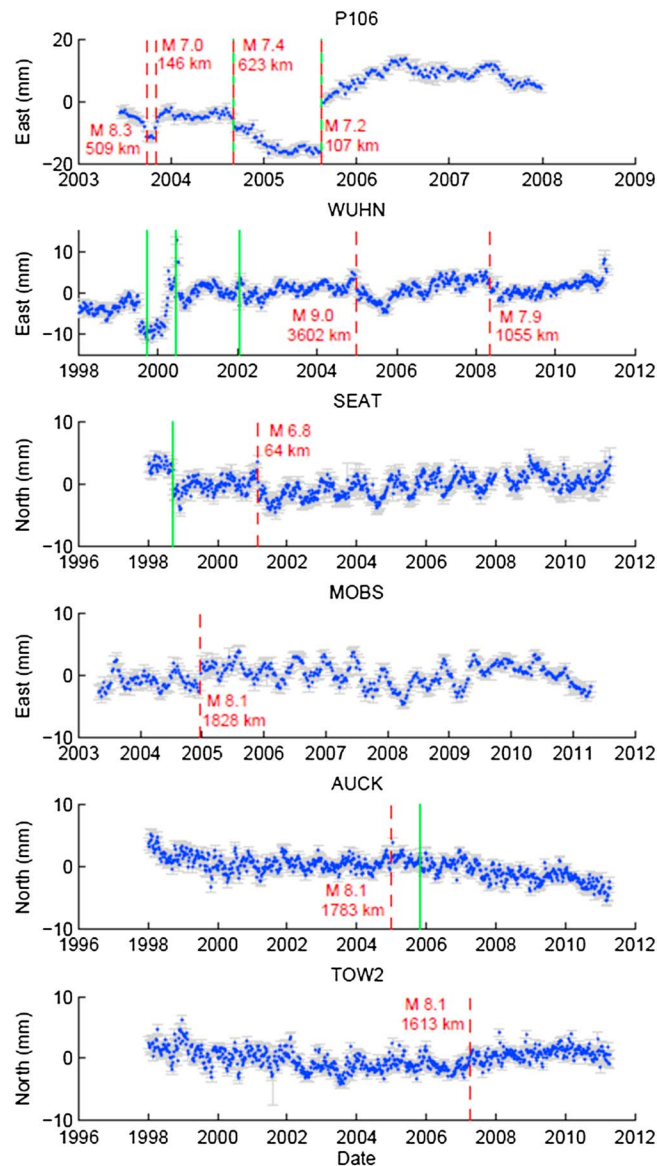 P106
East (mm)
20
0
−20
M 7.0
146 km
M 7.4
623 km
M 8.3
509 km
M 7.2
107 km
2003 2004 2005 2006 2007 2008 2009
WUHN
East (mm)
10
0
−10
M 9.0
3602 km
M 7.9
1055 km
1998 2000 2002 2004 2006 2008 2010 2012
SEAT
North (mm)
10
0
−10
M 6.8
64 km
1996 1998 2000 2002 2004 2006 2008 2010 2012
MOBS
East (mm)
10
0
−10
M 8.1
1828 km
2003 2004 2005 2006 2007 2008 2009 2010 2011 2012
AUCK
North (mm)
10
0
−10
M 8.1
1783 km
1996 1998 2000 2002 2004 2006 2008 2010 2012
TOW2
North (mm)
10
0
−10
M 8.1
1613 km
1996 1998 2000 2002 2004 2006 2008 2010 2012
Date